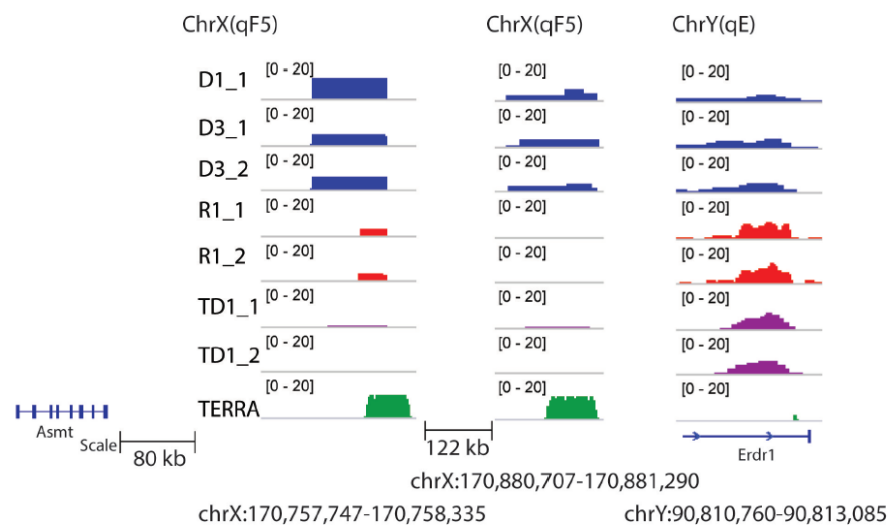 ChrX(qF5) ChrX(qF5) ChrY(qE)
D1_1 [0 - 20] [0 - 20] [0 - 20]
D3_1 [0 - 20] [0 - 20] [0 - 20]
D3_2 [0 - 20] [0 - 20] [0 - 20]
R1_1 [0 - 20] [0 - 20] [0 - 20]
R1_2 [0 - 20] [0 - 20] [0 - 20]
TD1_1 [0 - 20] [0 - 20] [0 - 20]
TD1_2 [0 - 20] [0 - 20] [0 - 20]
TERRA [0 - 20] [0 - 20] [0 - 20]
Asmt Scale 80 kb 122 kb Erdr1
chrX:170,880,707-170,881,290
chrX:170,757,747-170,758,335 chrY:90,810,760-90,813,085